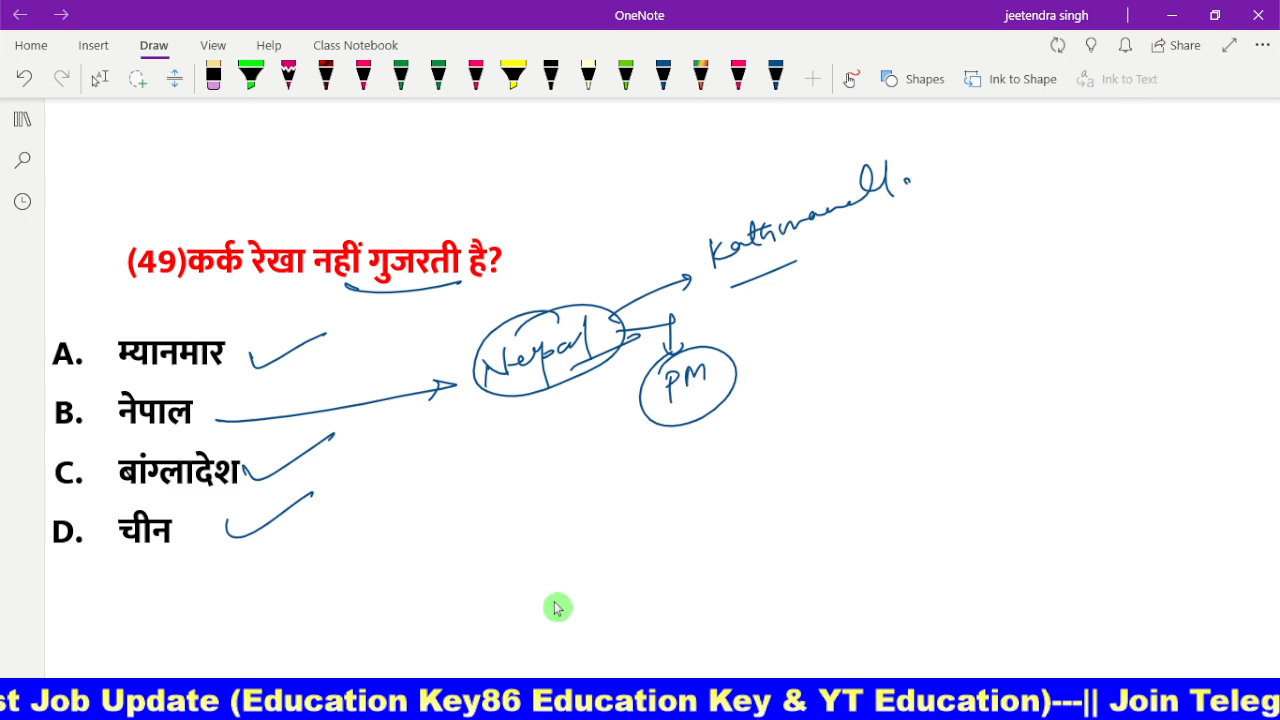 OneNote
jeetendra singh
Home Insert Draw View Help Class Notebook
Share
Shapes Ink to Shape Ink to Text
(49)कर्क रेखा नहीं गुजरती है?
A. म्यानमार
B. नेपाल
C. बांग्लादेश
D. चीन
Nepal
PM
st Job Update (Education Key86 Education Key & YT Education)---|| Join Teleg